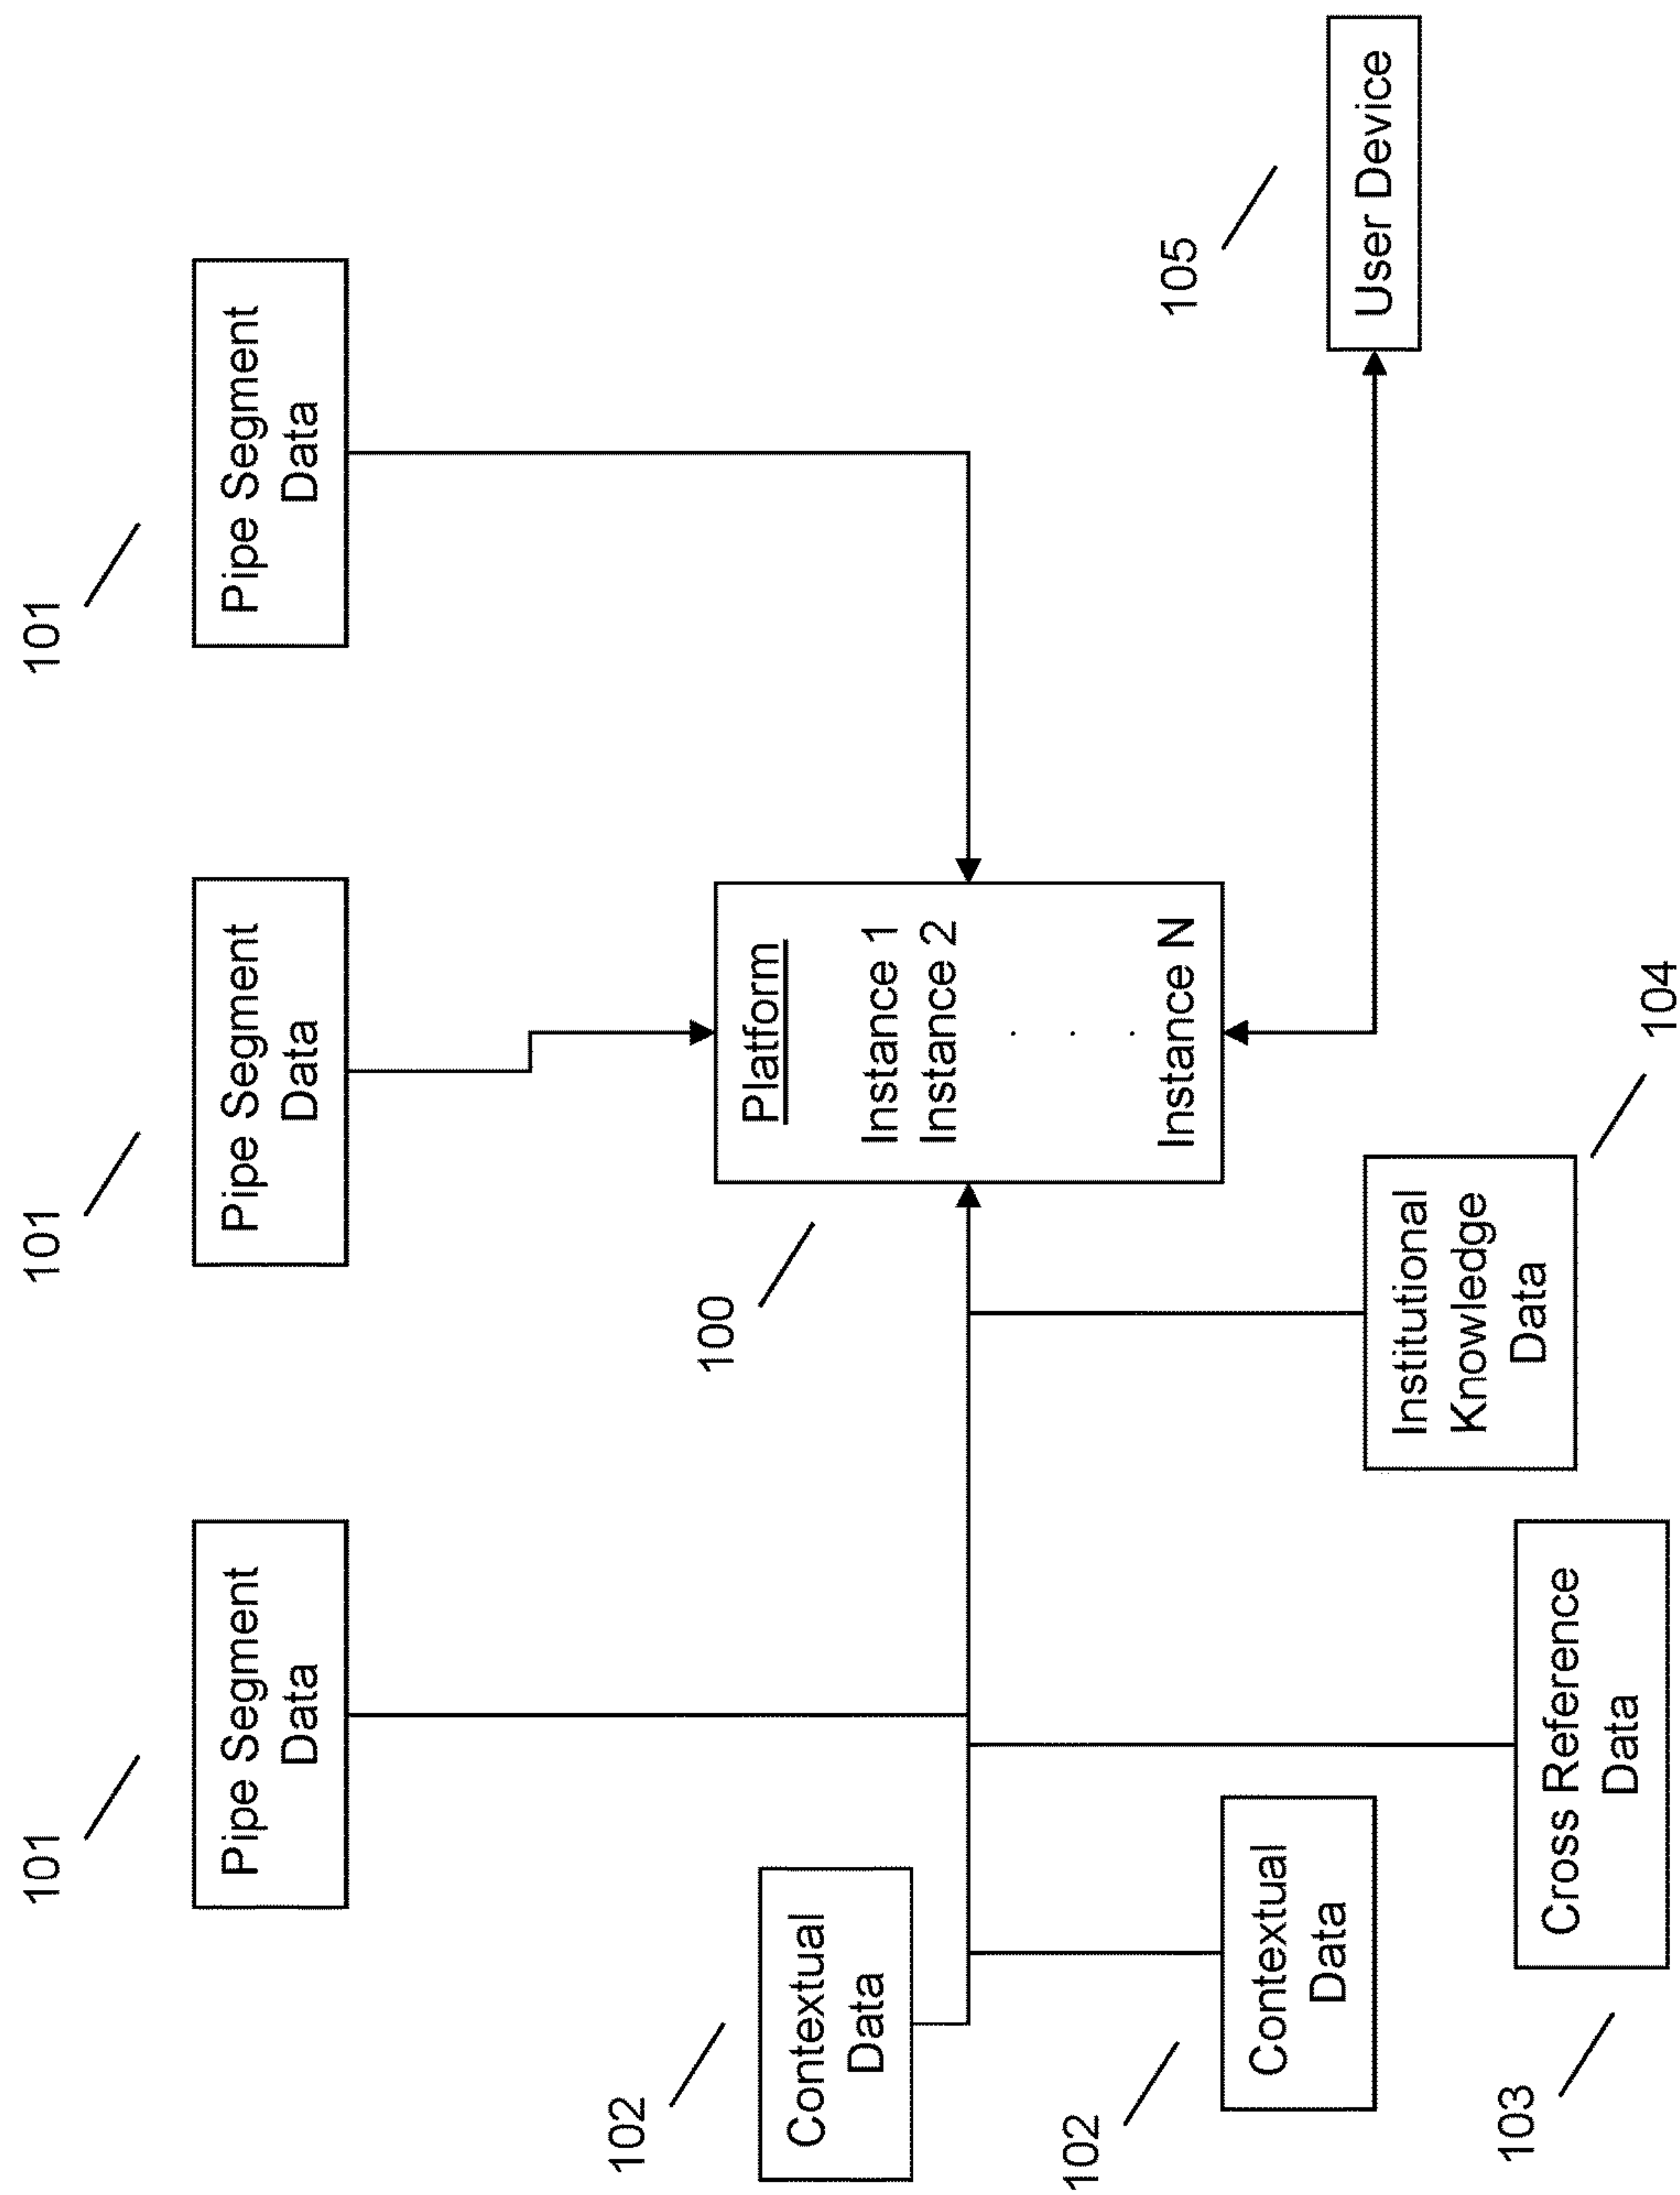 101
Pipe Segment
Data
101
Pipe Segment
Data
101
Pipe Segment
Data
102
Contextual
Data
100
Platform
Instance 1
Instance 2
.
.
.
Instance N
105
User Device
102
Contextual
Data
103
Cross Reference
Data
Institutional
Knowledge
Data
104